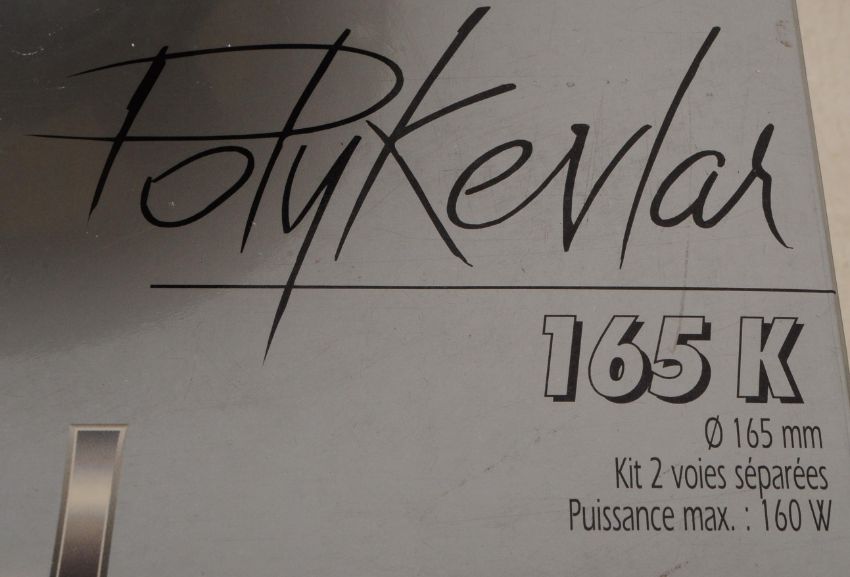 PolyKevlar
165 K
Ø 165 mm
Kit 2 voies séparées
Puissance max. : 160 W